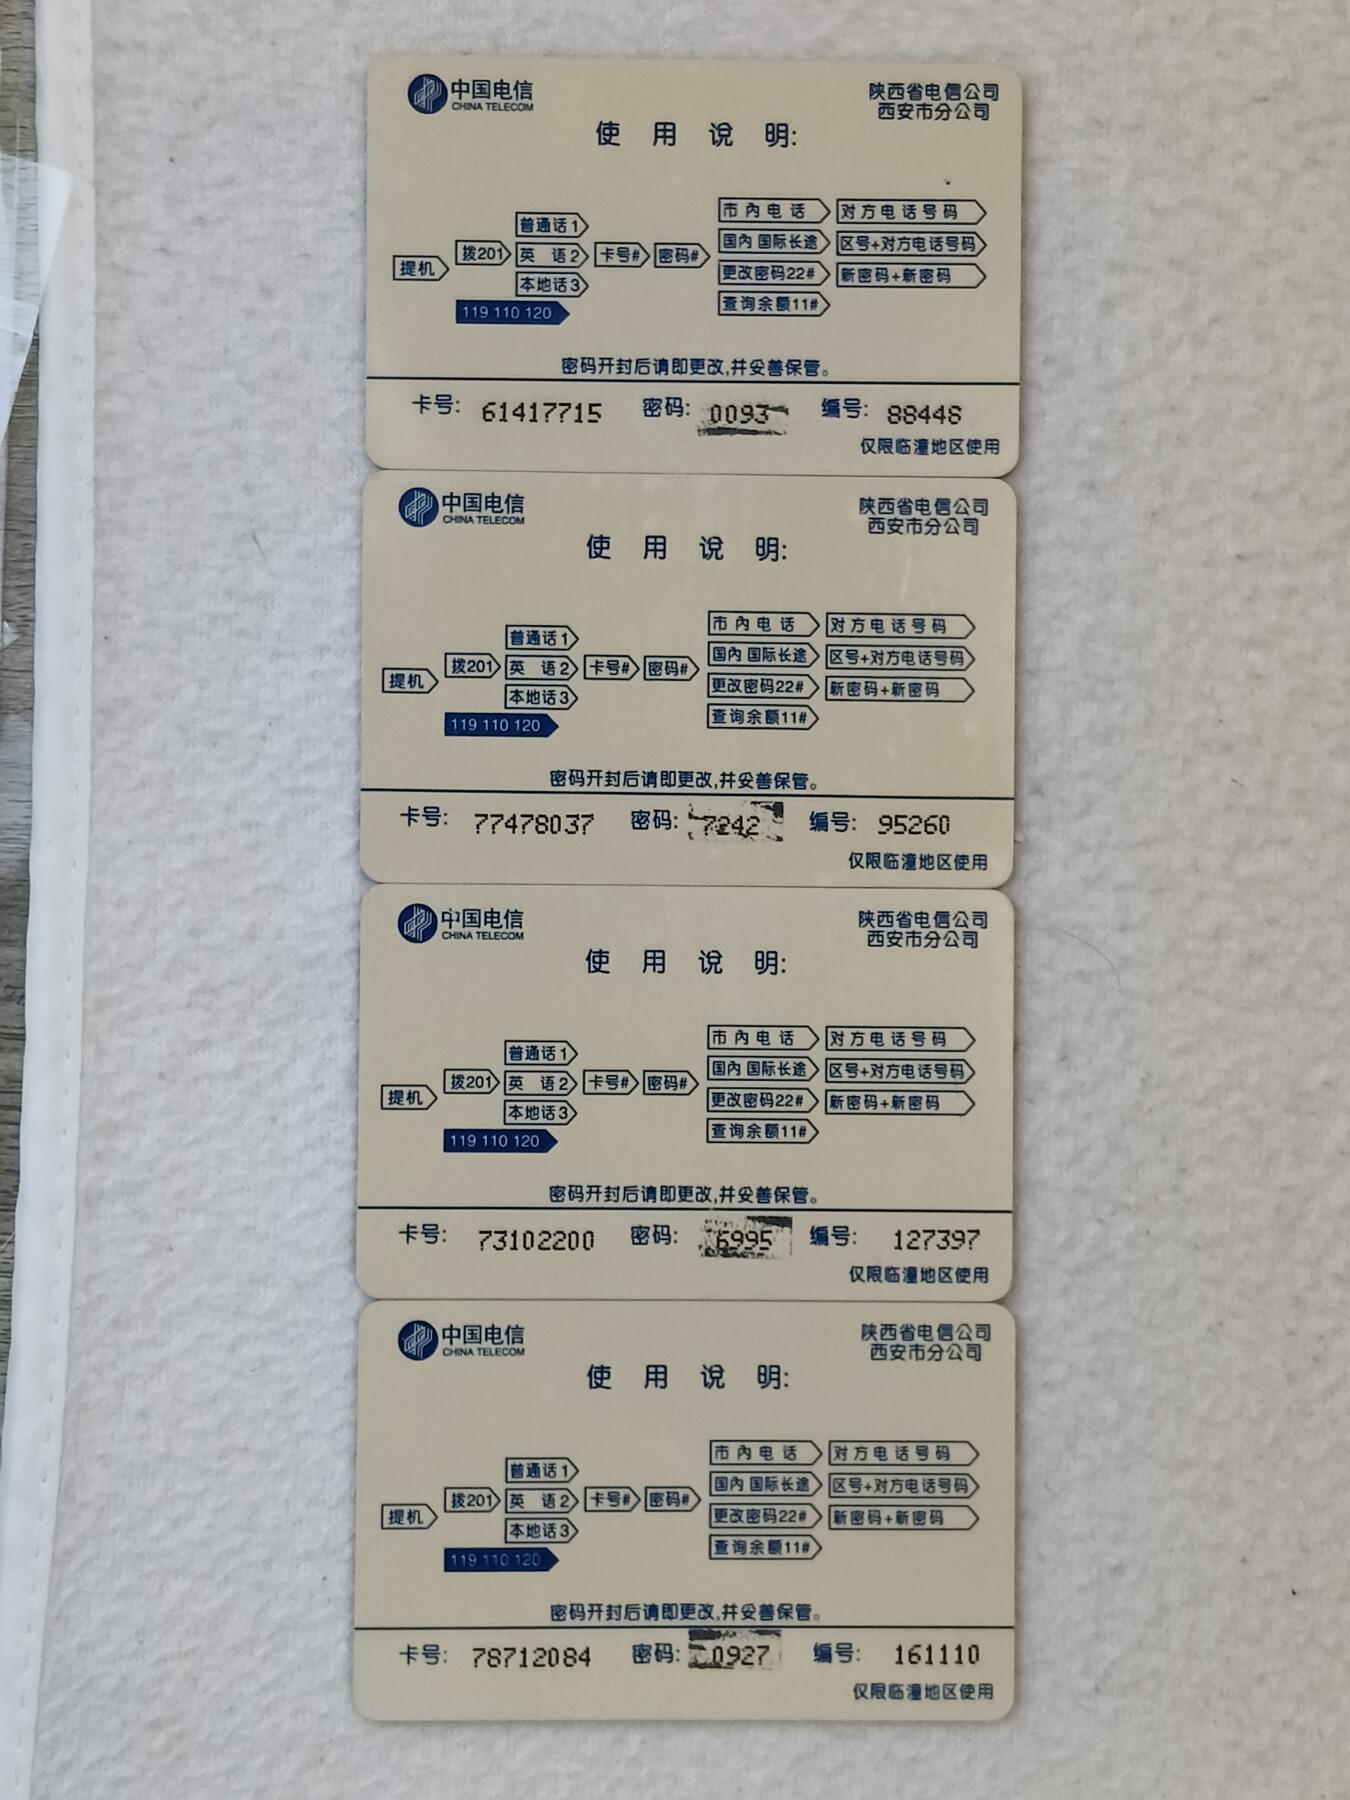 中国电信 陕西省电信公司
CHINA TELECOM 西安市分公司
使用说明:
市内电话 对方电话号码
普通话1
拨201 英语2 卡号# 密码# 国内 国际长途 区号+对方电话号码
提机 更改密码22# 新密码+新密码
本地话3
119 110 120 查询余额11#
密码开封后请即更改,并妥善保管。
卡号: 61417715 密码: 0093 编号: 88448
仅限临潼地区使用
中国电信 陕西省电信公司
CHINA TELECOM 西安市分公司
使用说明:
市内电话 对方电话号码
普通话1
拨201 英语2 卡号# 密码# 国内 国际长途 区号+对方电话号码
提机 更改密码22# 新密码+新密码
本地话3
119 110 120 查询余额11#
密码开封后请即更改,并妥善保管。
卡号: 77478037 密码: 7242 编号: 95260
仅限临潼地区使用
中国电信 陕西省电信公司
CHINA TELECOM 西安市分公司
使用说明:
市内电话 对方电话号码
普通话1
拨201 英语2 卡号# 密码# 国内 国际长途 区号+对方电话号码
提机 更改密码22# 新密码+新密码
本地话3
119 110 120 查询余额11#
密码开封后请即更改,并妥善保管。
卡号: 73102200 密码: 6995 编号: 127397
仅限临潼地区使用
中国电信 陕西省电信公司
CHINA TELECOM 西安市分公司
使用说明:
市内电话 对方电话号码
普通话1
拨201 英语2 卡号# 密码# 国内 国际长途 区号+对方电话号码
提机 更改密码22# 新密码+新密码
本地话3
119 110 120 查询余额11#
密码开封后请即更改,并妥善保管。
卡号: 78712084 密码: 0927 编号: 161110
仅限临潼地区使用